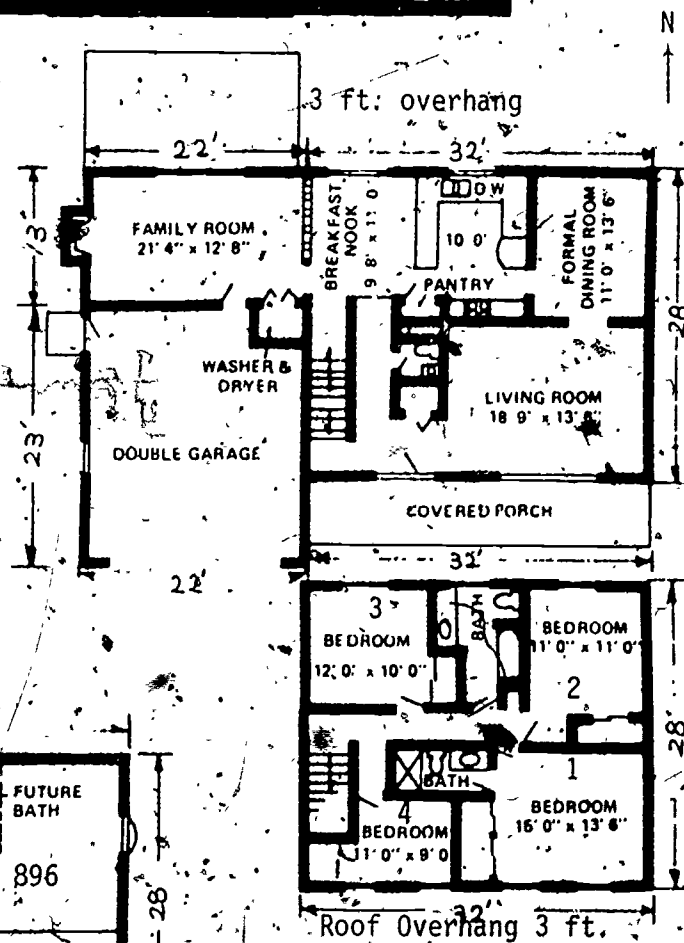 N
3 ft. overhang
22'
32'
13'
FAMILY ROOM
21' 4" x 12' 8"
BREAKFAST
NOOK
9' 8" x 11' 0"
DW
10' 0"
PANTRY
FORMAL
DINING ROOM
11' 0" x 13' 6"
28'
WASHER &
DRYER
LIVING ROOM
18' 9" x 13' 6"
23'
DOUBLE GARAGE
COVERED PORCH
22'
32'
3
BEDROOM
12' 0" x 10' 0"
BATH
BEDROOM
11' 0" x 11' 0"
2
28'
BATH
1
BEDROOM
15' 0" x 13' 6"
4
BEDROOM
11' 0" x 9' 0
32'
Roof Overhang 3 ft.
FUTURE
BATH
896
28'